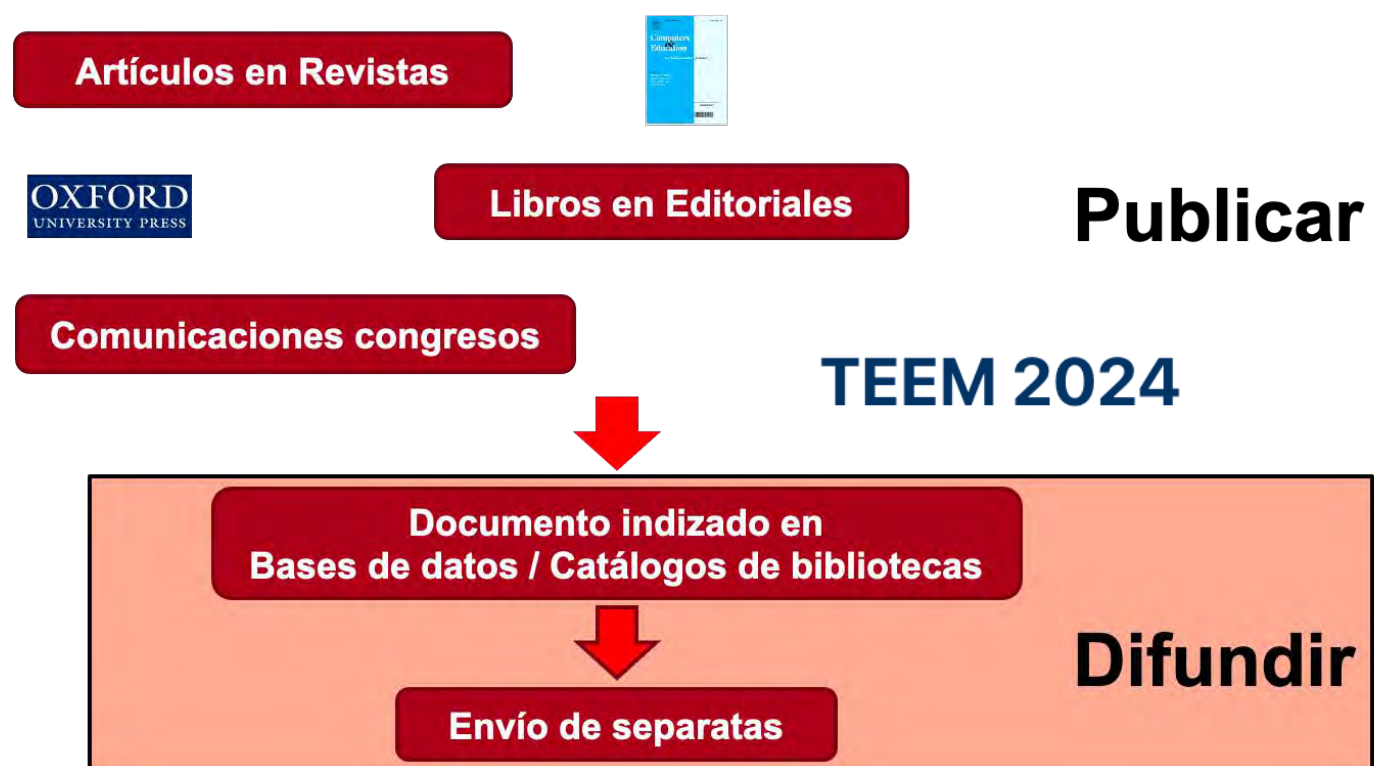 Computers
Education
Artículos en Revistas
OXFORD
UNIVERSITY PRESS
Libros en Editoriales
Publicar
Comunicaciones congresos
TEEM 2024
Documento indizado en
Bases de datos / Catálogos de bibliotecas
Difundir
Envío de separatas